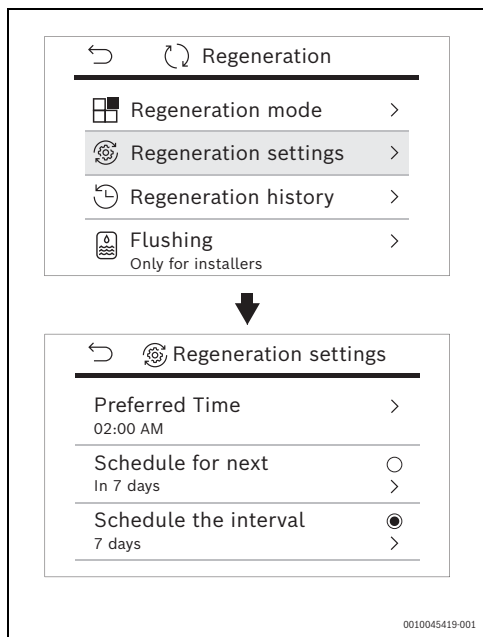 Regeneration
Regeneration mode
Regeneration settings
Regeneration history
Flushing
Only for installers
Regeneration settings
Preferred Time
02:00 AM
Schedule for next
In 7 days
Schedule the interval
7 days
0010045419-001